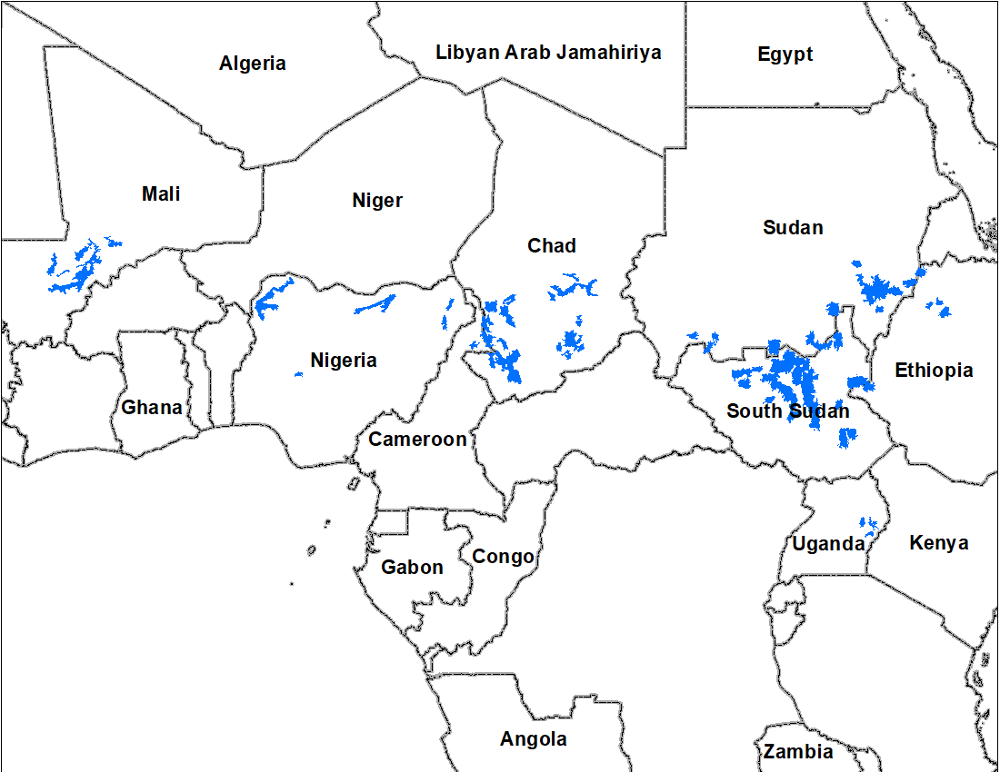 Libyan Arab Jamahiriya
Egypt
Algeria
Mali
Niger
Sudan
Chad
Nigeria
Ethiopia
Ghana
South Sudan
Cameroon
Uganda
Kenya
Congo
Gabon
Angola
Zambia